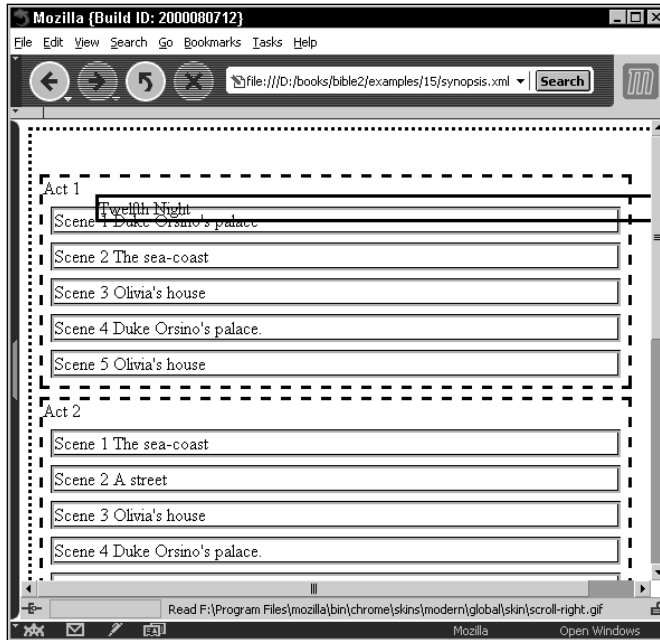 Mozilla {Build ID: 2000080712}
File Edit View Search Go Bookmarks Tasks Help
file:///D:/books/bible2/examples/15/synopsis.xml Search
Act 1
Twelfth Night
Scene 1 Duke Orsino's palace
Scene 2 The sea-coast
Scene 3 Olivia's house
Scene 4 Duke Orsino's palace.
Scene 5 Olivia's house
Act 2
Scene 1 The sea-coast
Scene 2 A street
Scene 3 Olivia's house
Scene 4 Duke Orsino's palace.
Read F:\Program Files\mozilla\bin\chrome\skins\modern\global\skin\scroll-right.gif
Mozilla Open Windows